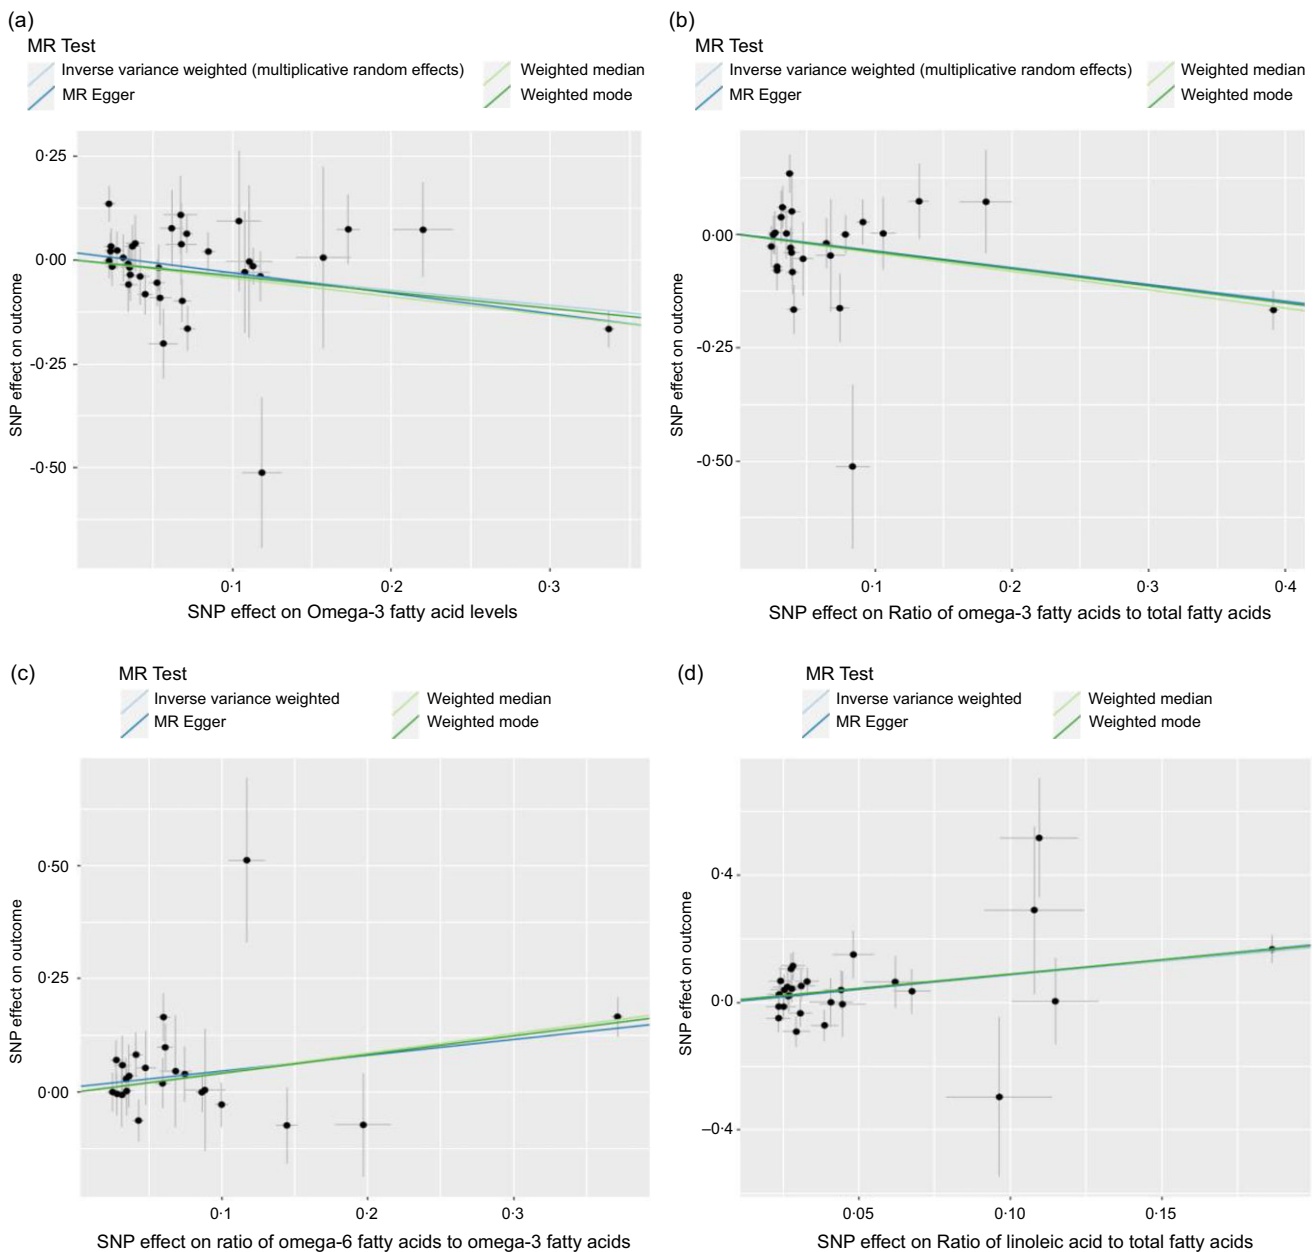 (a)
MR Test
Inverse variance weighted (multiplicative random effects)
Weighted median
MR Egger
Weighted mode
0·25
0·00
-0·25
-0·50
SNP effect on outcome
0·1
0·2
0·3
SNP effect on Omega-3 fatty acid levels
(b)
MR Test
Inverse variance weighted (multiplicative random effects)
Weighted median
MR Egger
Weighted mode
0·00
-0·25
-0·50
SNP effect on outcome
0·1
0·2
0·3
0·4
SNP effect on Ratio of omega-3 fatty acids to total fatty acids
(c)
MR Test
Inverse variance weighted
Weighted median
MR Egger
Weighted mode
0·50
0·25
0·00
SNP effect on outcome
0·1
0·2
0·3
SNP effect on ratio of omega-6 fatty acids to omega-3 fatty acids
(d)
MR Test
Inverse variance weighted
Weighted median
MR Egger
Weighted mode
0·4
0·0
–0·4
SNP effect on outcome
0·05
0·10
0·15
SNP effect on Ratio of linoleic acid to total fatty acids